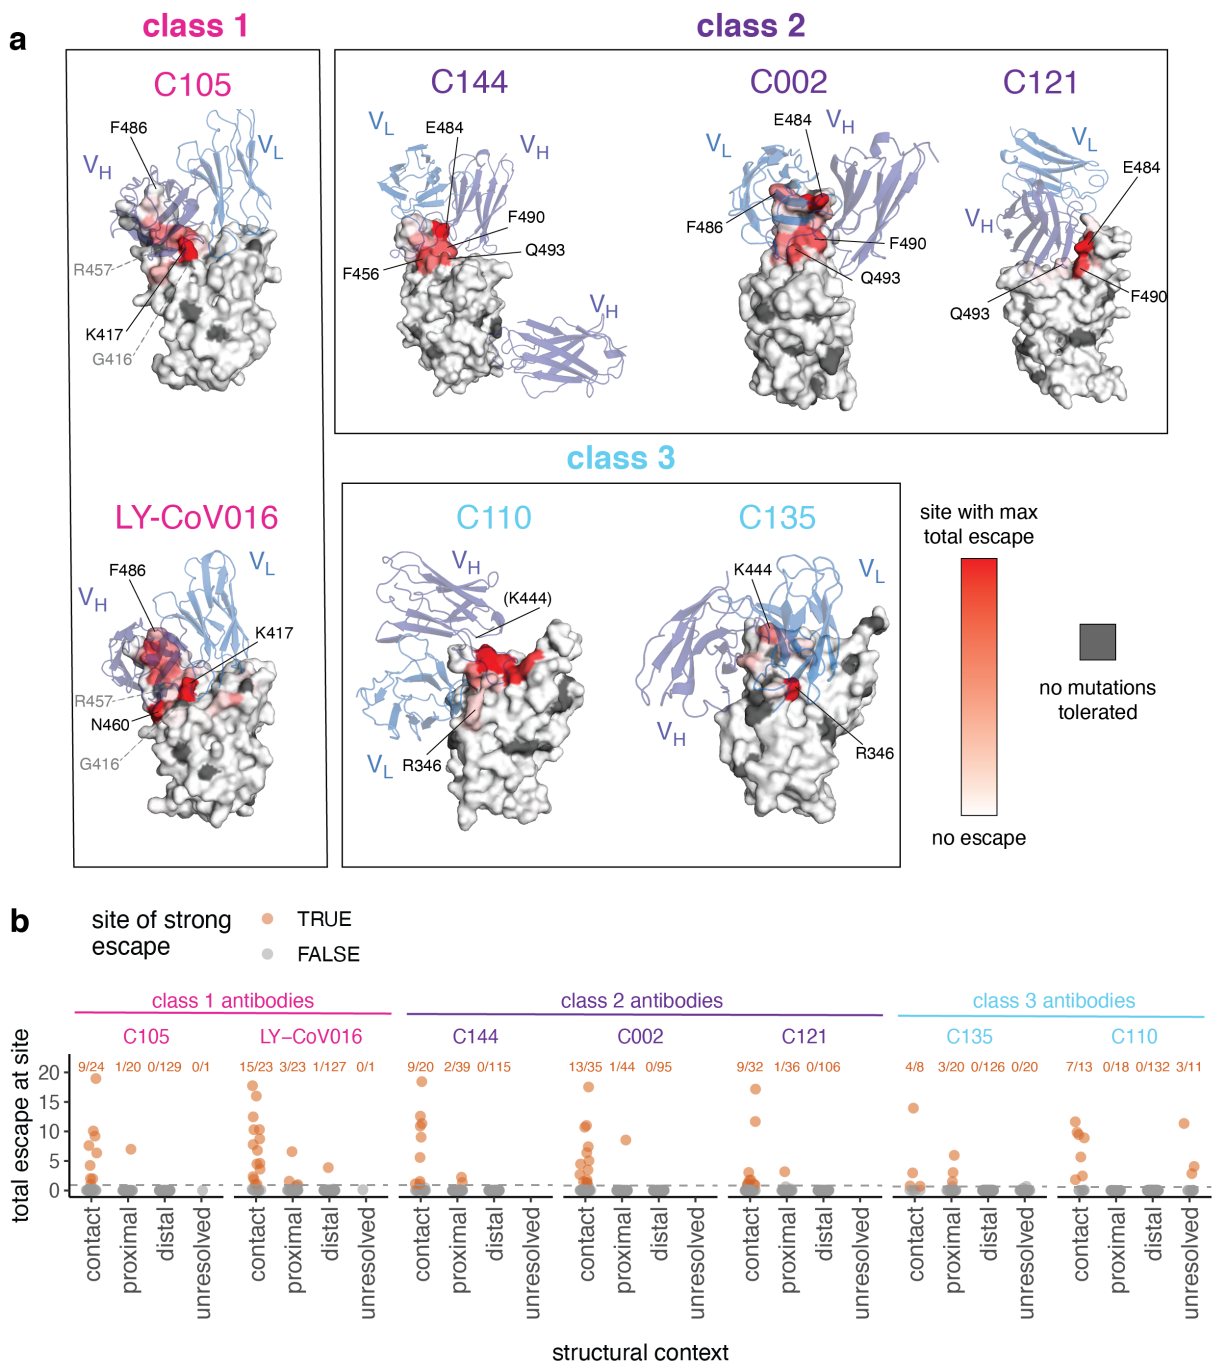 a
class 1
class 2
C105
C144
C002
C121
F486
VH
VL
R457
K417
G416
VL
E484
VH
F490
Q493
F456
VH
E484
VH
VL
F486
F490
Q493
VL
E484
VH
Q493
F490
class 3
LY-CoV016
C110
C135
F486
VL
VH
K417
R457
N460
G416
VH
(K444)
VL
R346
K444
VL
VH
R346
site with max
total escape
no escape
no mutations
tolerated
b
site of strong
escape
TRUE
FALSE
class 1 antibodies
class 2 antibodies
class 3 antibodies
C105
LY−CoV016
C144
C002
C121
C135
C110
total escape at site
20
15
10
5
0
9/24 1/20 0/129 0/1
15/23 3/23 1/127 0/1
9/20 2/39 0/115
13/35 1/44 0/95
9/32 1/36 0/106
4/8 3/20 0/126 0/20
7/13 0/18 0/132 3/11
contact proximal distal unresolved
contact proximal distal unresolved
contact proximal distal unresolved
contact proximal distal unresolved
contact proximal distal unresolved
contact proximal distal unresolved
contact proximal distal unresolved
structural context